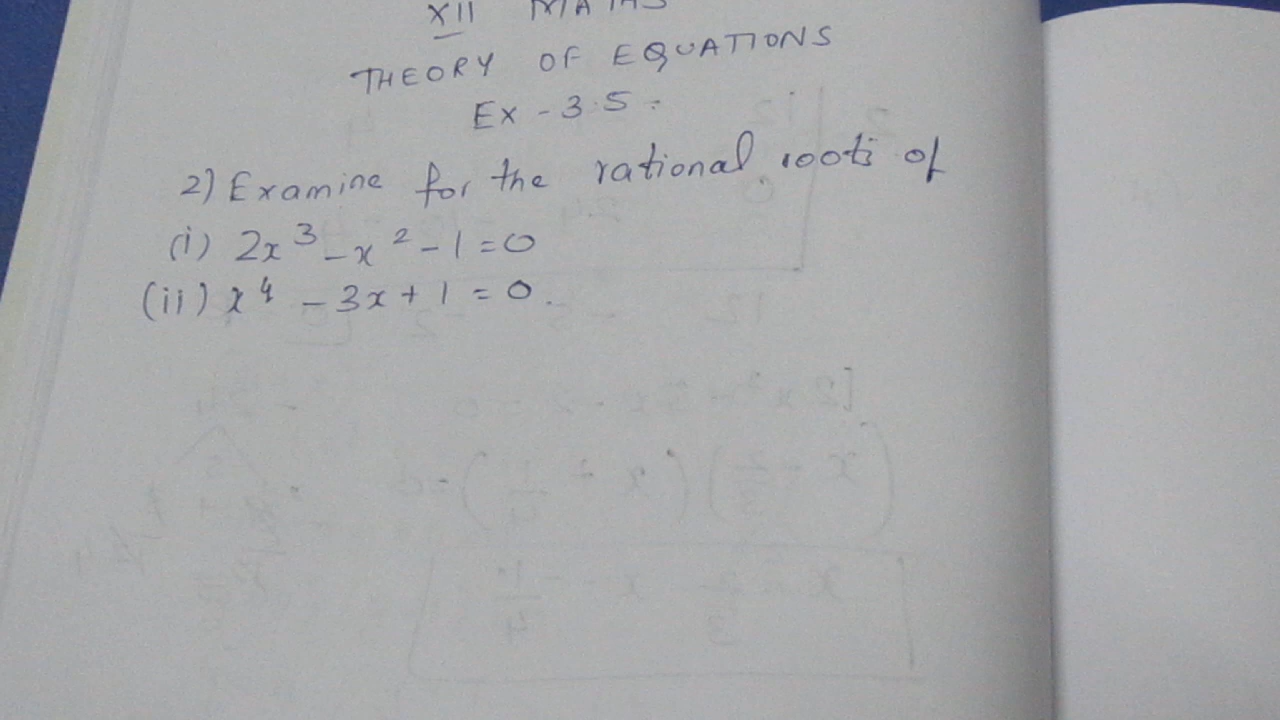 XII MATHS
THEORY OF EQUATIONS
Ex - 3.5.
2) Examine for the rational roots of
(i) 2x³ - x² - 1 = 0
(ii) x⁴ - 3x + 1 = 0.